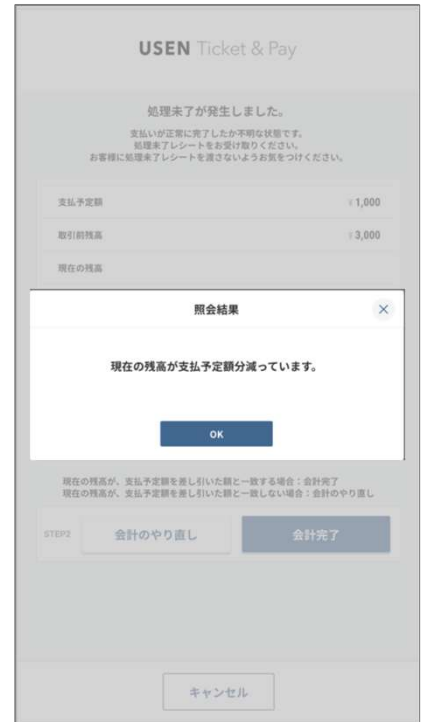 USEN Ticket & Pay
処理未了が発生しました。
支払いが正常に完了したか不明な状態です。
処理未了レシートをお受け取りください。
お客様に処理未了レシートを渡さないようお気をつけください。
支払予定額 ¥ 1,000
取引前残高 ¥ 3,000
現在の残高
照会結果 ×
現在の残高が支払予定額分減っています。
OK
現在の残高が、支払予定額を差し引いた額と一致する場合：会計完了
現在の残高が、支払予定額を差し引いた額と一致しない場合：会計のやり直し
STEP2 会計のやり直し 会計完了
キャンセル